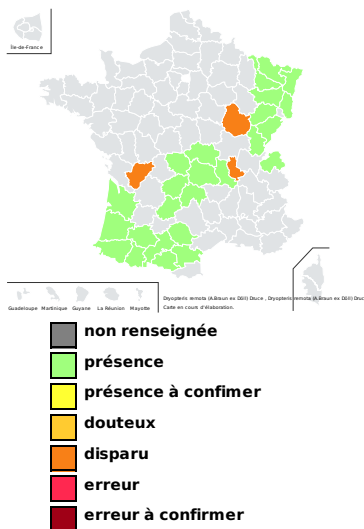 Île-de-France
Guadeloupe Martinique Guyane La Réunion Mayotte
Dryopteris remota (A.Braun ex Döll) Druce , Dryopteris remota (A.Braun ex Döll) Druc
Carte en cours d'élaboration.
non renseignée
présence
présence à confimer
douteux
disparu
erreur
erreur à confirmer